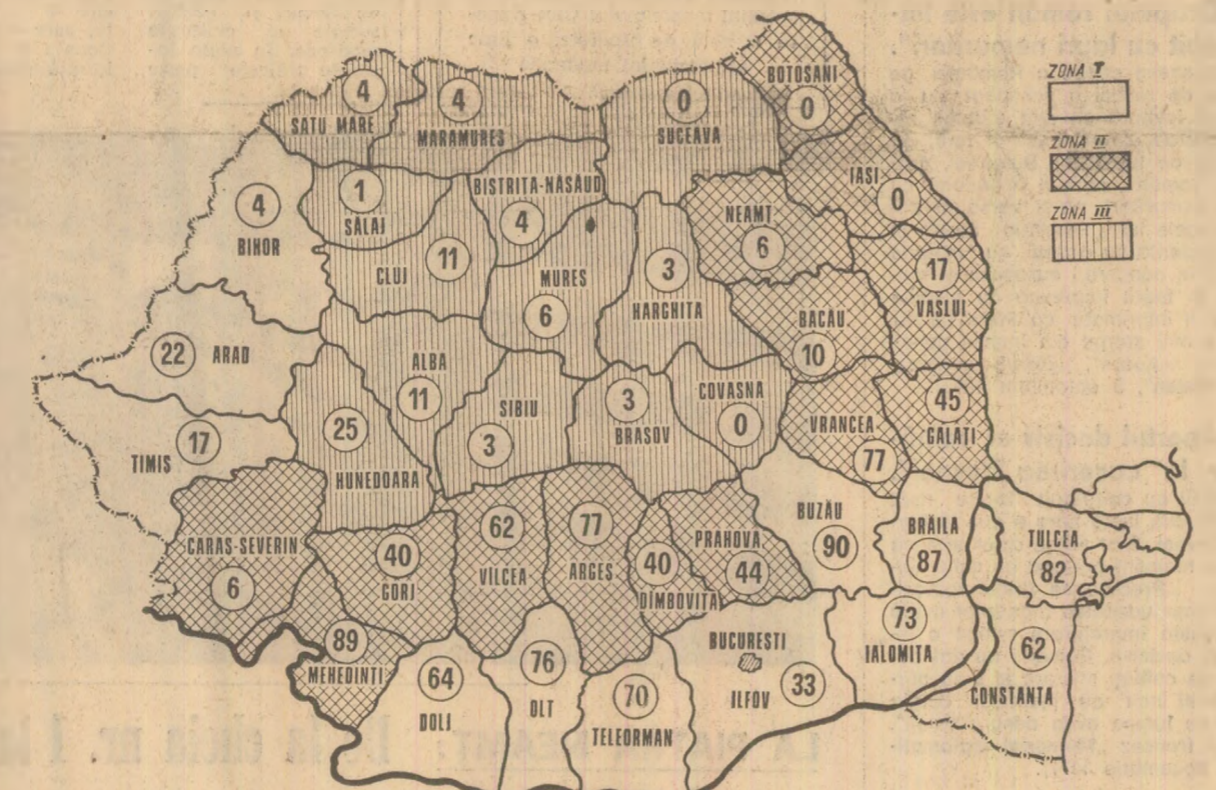 ZONA I
ZONA II
ZONA III
4
SATU MARE
4
MARAMUREȘ
0
SUCEAVA
BOTOȘANI
0
4
BIHOR
1
SĂLAJ
BISTRIȚA-NĂSĂUD
4
IAȘI
0
NEAMȚ
6
CLUJ
11
MUREȘ
6
3
HARGHITA
17
VASLUI
BACĂU
10
22
ARAD
ALBA
11
SIBIU
3
3
BRAȘOV
COVASNA
0
VRANCEA
77
45
GALAȚI
17
TIMIȘ
25
HUNEDOARA
CARAȘ-SEVERIN
6
40
GORJ
62
VÎLCEA
77
ARGEȘ
40
DÎMBOVIȚA
PRAHOVA
44
BUZĂU
90
BRĂILA
87
TULCEA
82
89
MEHEDINȚI
64
DOLJ
76
OLT
70
TELEORMAN
BUCUREȘTI
ILFOV
33
73
IALOMIȚA
62
CONSTANȚA